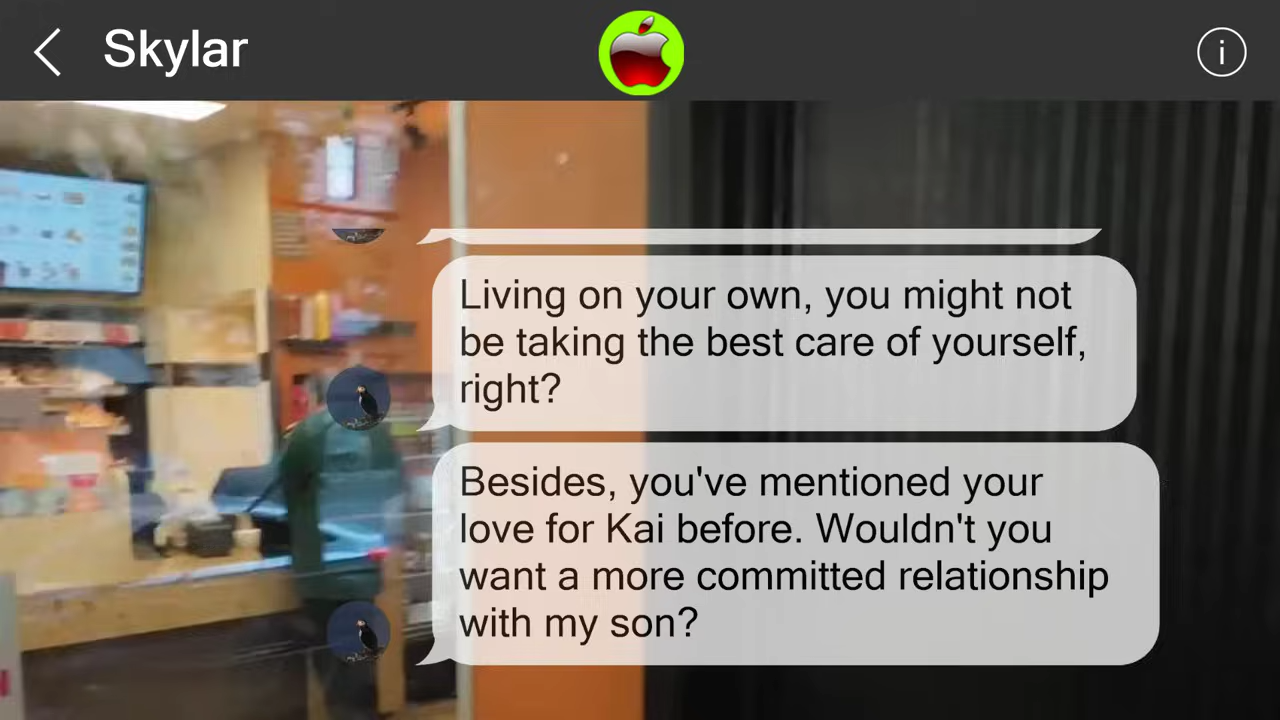 Skylar
i
Living on your own, you might not
be taking the best care of yourself,
right?
Besides, you've mentioned your
love for Kai before. Wouldn't you
want a more committed relationship
with my son?